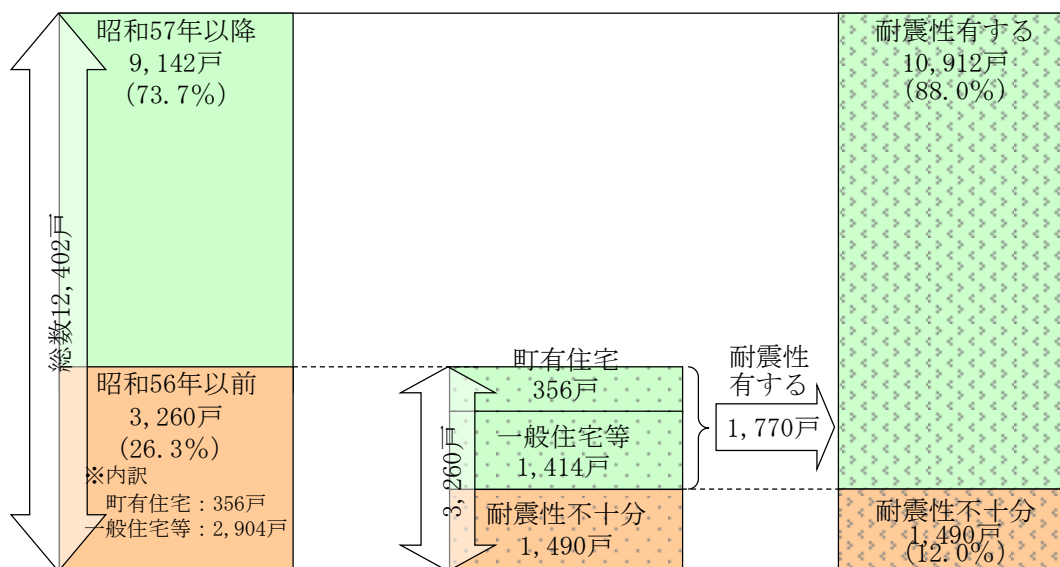 昭和57年以降
9,142戸
(73.7%)
総数12,402戸
昭和56年以前
3,260戸
(26.3%)
※内訳
町有住宅：356戸
一般住宅等：2,904戸
3,260戸
町有住宅
356戸
一般住宅等
1,414戸
耐震性不十分
1,490戸
耐震性
有する
1,770戸
耐震性有する
10,912戸
(88.0%)
耐震性不十分
1,490戸
(12.0%)